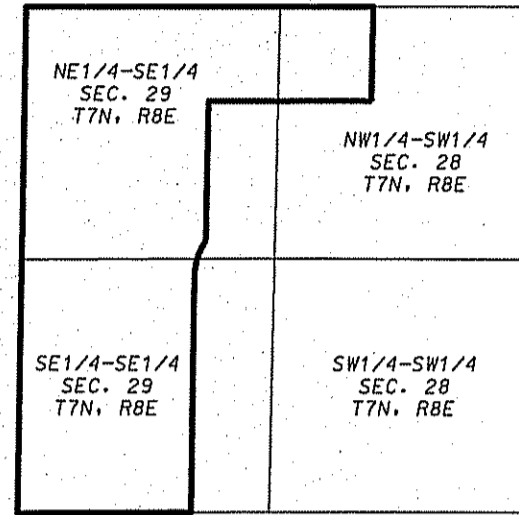 NE1/4-SE1/4
SEC. 29
T7N, R8E
NW1/4-SW1/4
SEC. 28
T7N, R8E
SE1/4-SE1/4
SEC. 29
T7N, R8E
SW1/4-SW1/4
SEC. 28
T7N, R8E